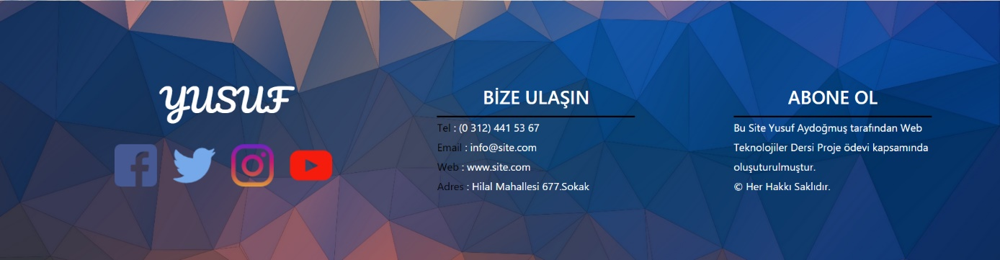 YUSUF
BİZE ULAŞIN
Tel : (0 312) 441 53 67
Email : info@site.com
Web : www.site.com
Adres : Hilal Mahallesi 677.Sokak
ABONE OL
Bu Site Yusuf Aydoğmuş tarafından Web
Teknolojiler Dersi Proje ödevi kapsamında
oluşuturulmuştur.
© Her Hakkı Saklıdır.